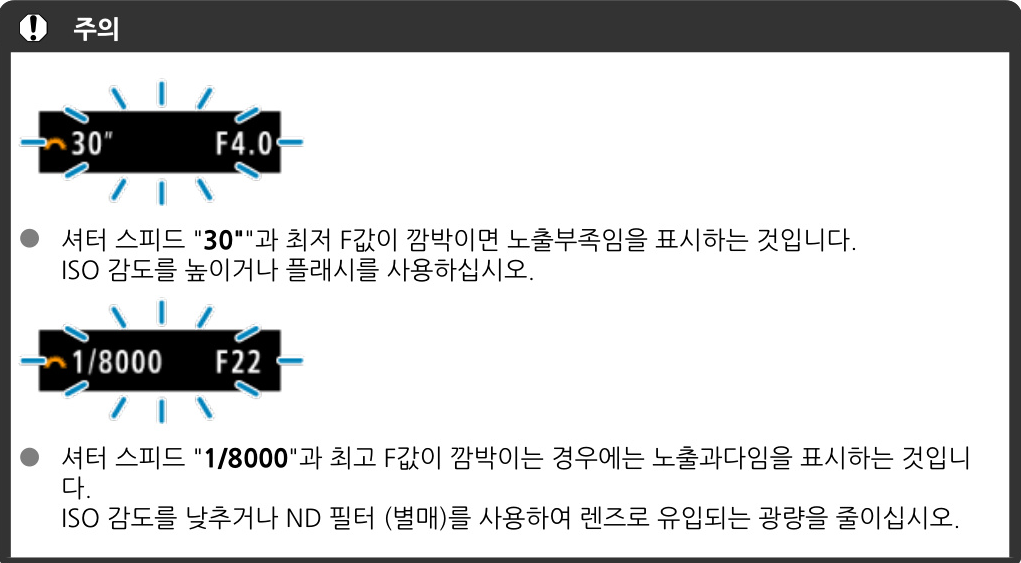 주의
30" F4.0
셔터 스피드 "30""과 최저 F값이 깜박이면 노출부족임을 표시하는 것입니다.
ISO 감도를 높이거나 플래시를 사용하십시오.
1/8000 F22
셔터 스피드 "1/8000"과 최고 F값이 깜박이는 경우에는 노출과다임을 표시하는 것입니
다.
ISO 감도를 낮추거나 ND 필터 (별매)를 사용하여 렌즈로 유입되는 광량을 줄이십시오.